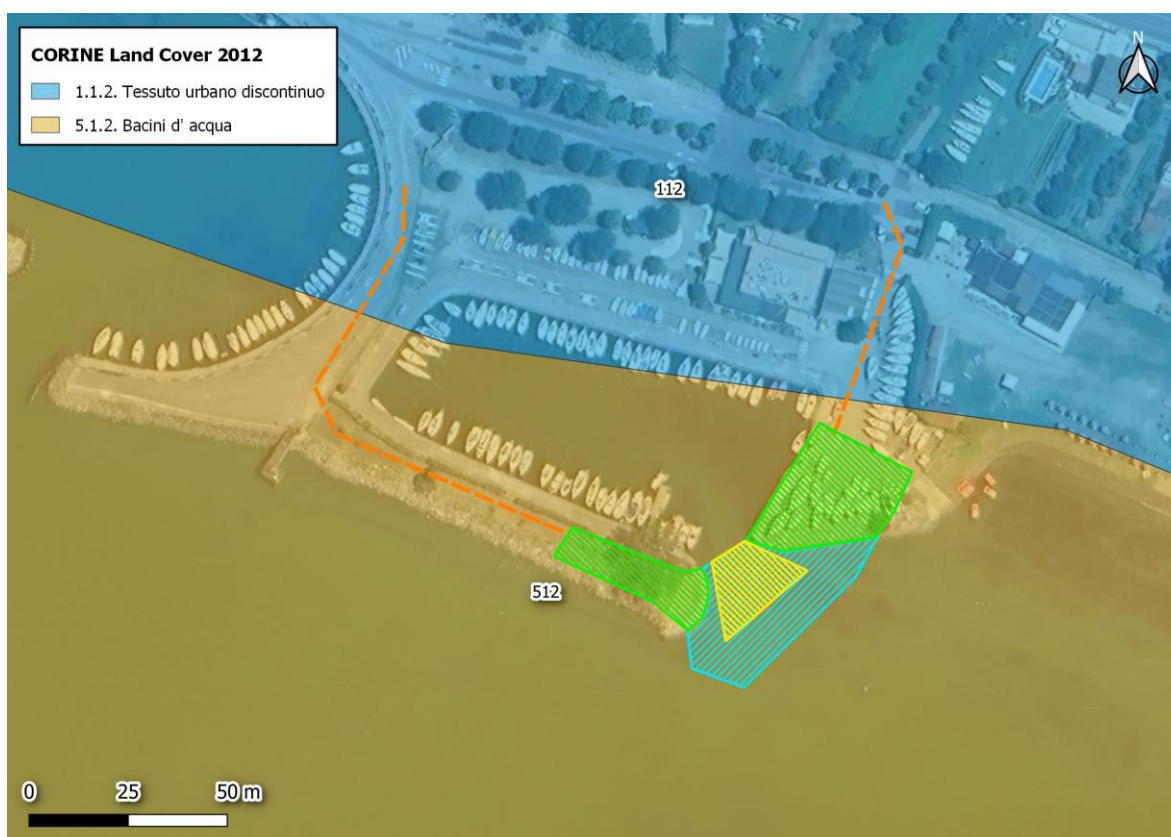 CORINE Land Cover 2012
1.1.2. Tessuto urbano discontinuo
5.1.2. Bacini d' acqua
N
112
512
0 25 50 m